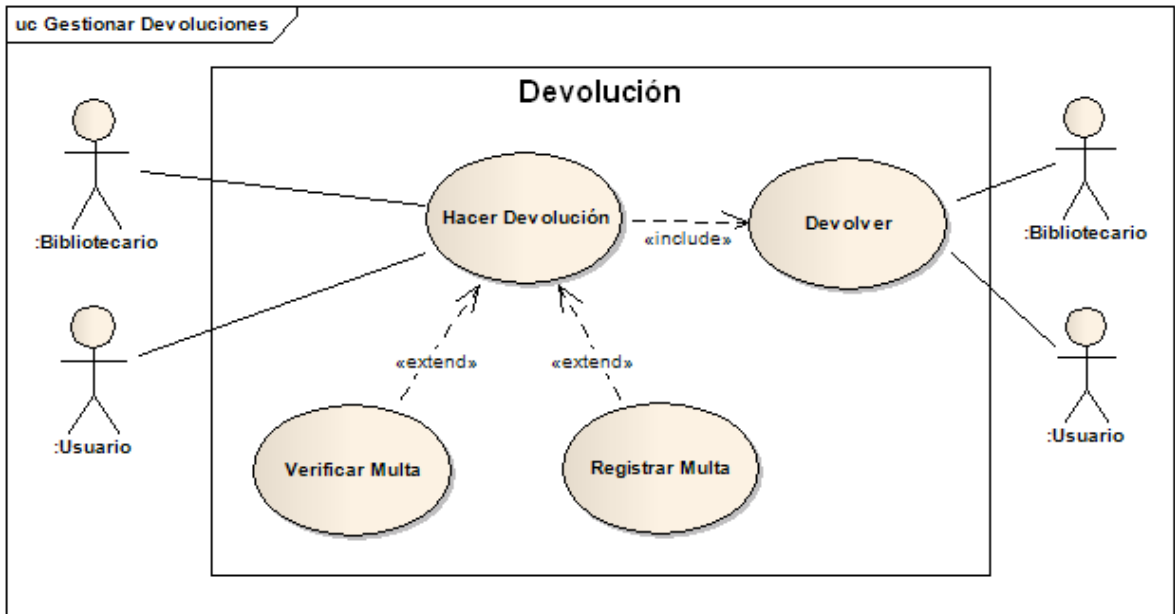 uc Gestionar Devoluciones
Devolución
:Bibliotecario
Hacer Devolución
«include»
Devolver
:Bibliotecario
:Usuario
«extend»
«extend»
:Usuario
Verificar Multa
Registrar Multa